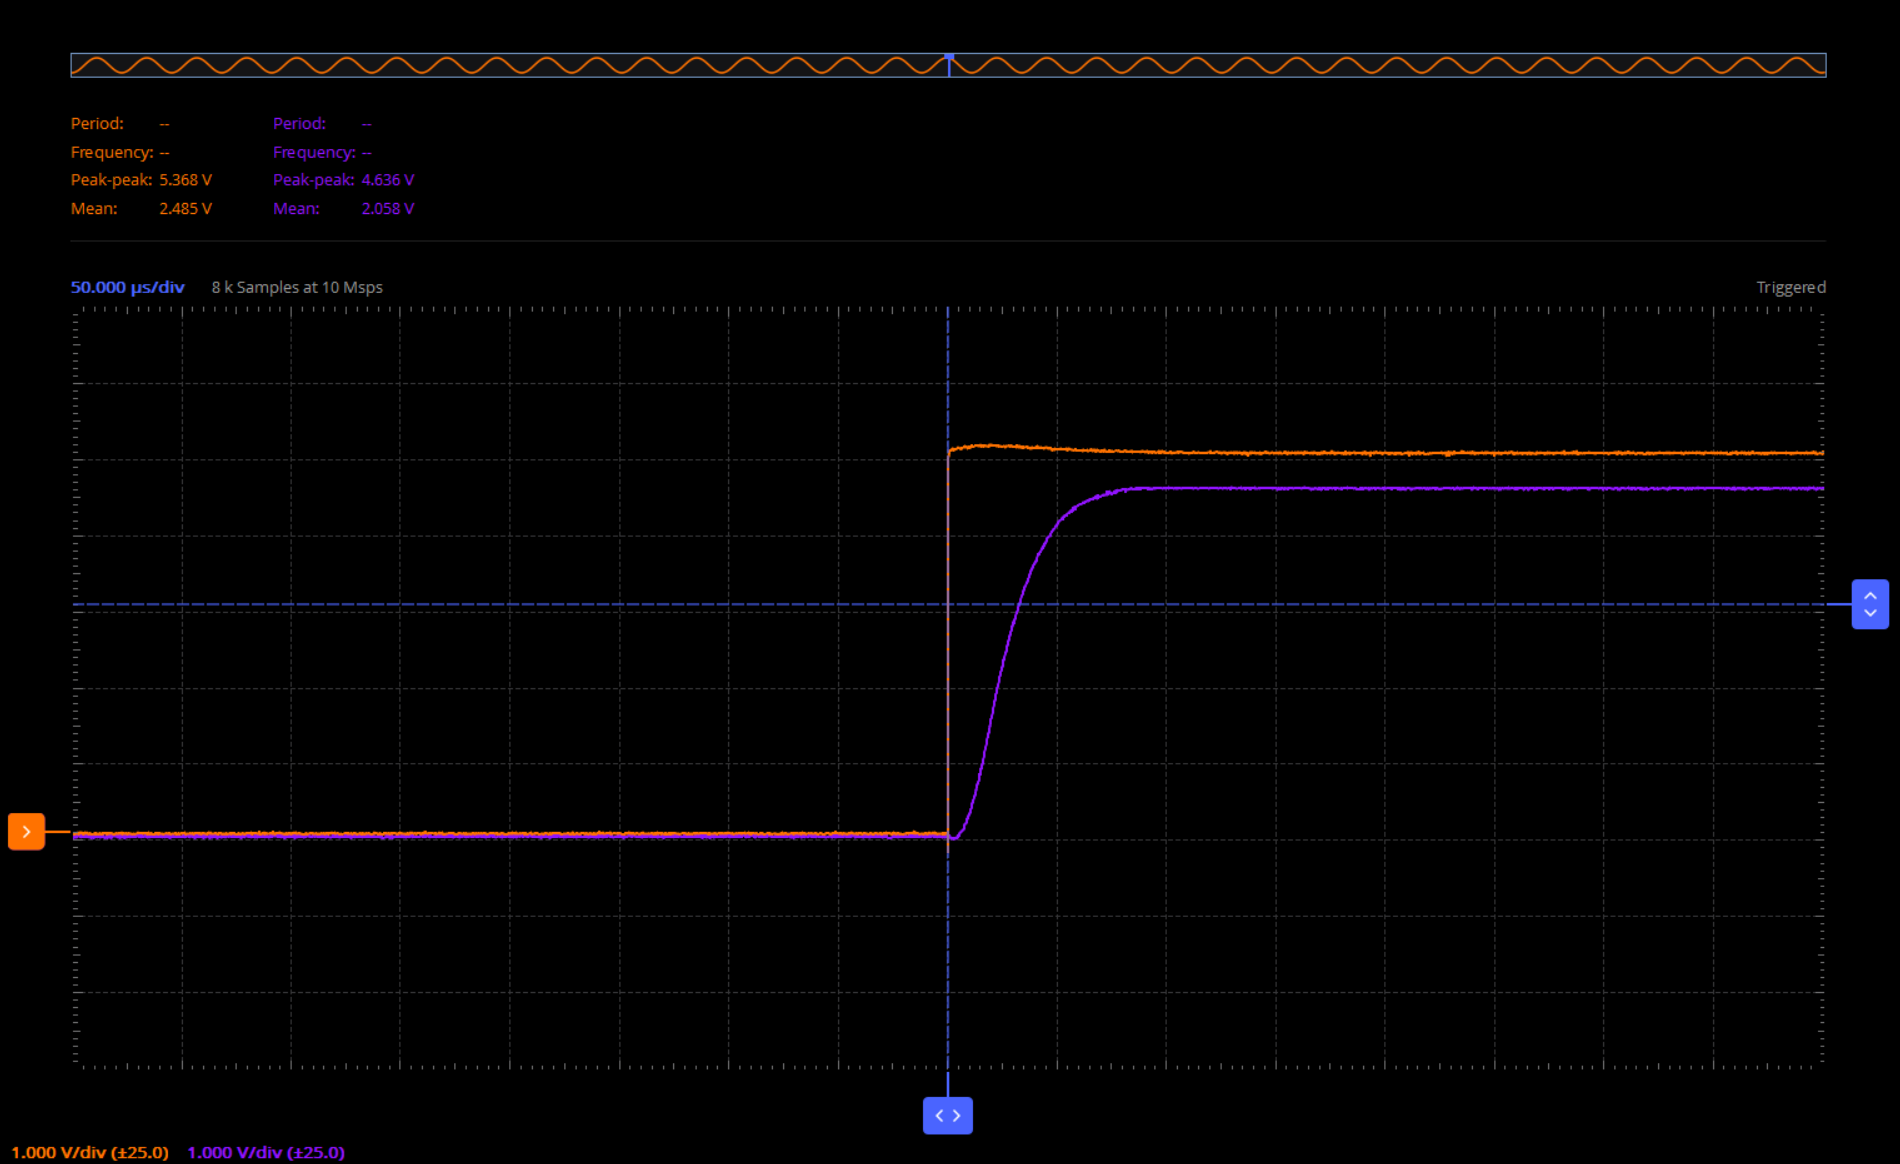 Period: -- Period: --
Frequency: -- Frequency: --
Peak-peak: 5.368 V Peak-peak: 4.636 V
Mean: 2.485 V Mean: 2.058 V
50.000 µs/div 8 k Samples at 10 Msps Triggered
1.000 V/div (±25.0) 1.000 V/div (±25.0)